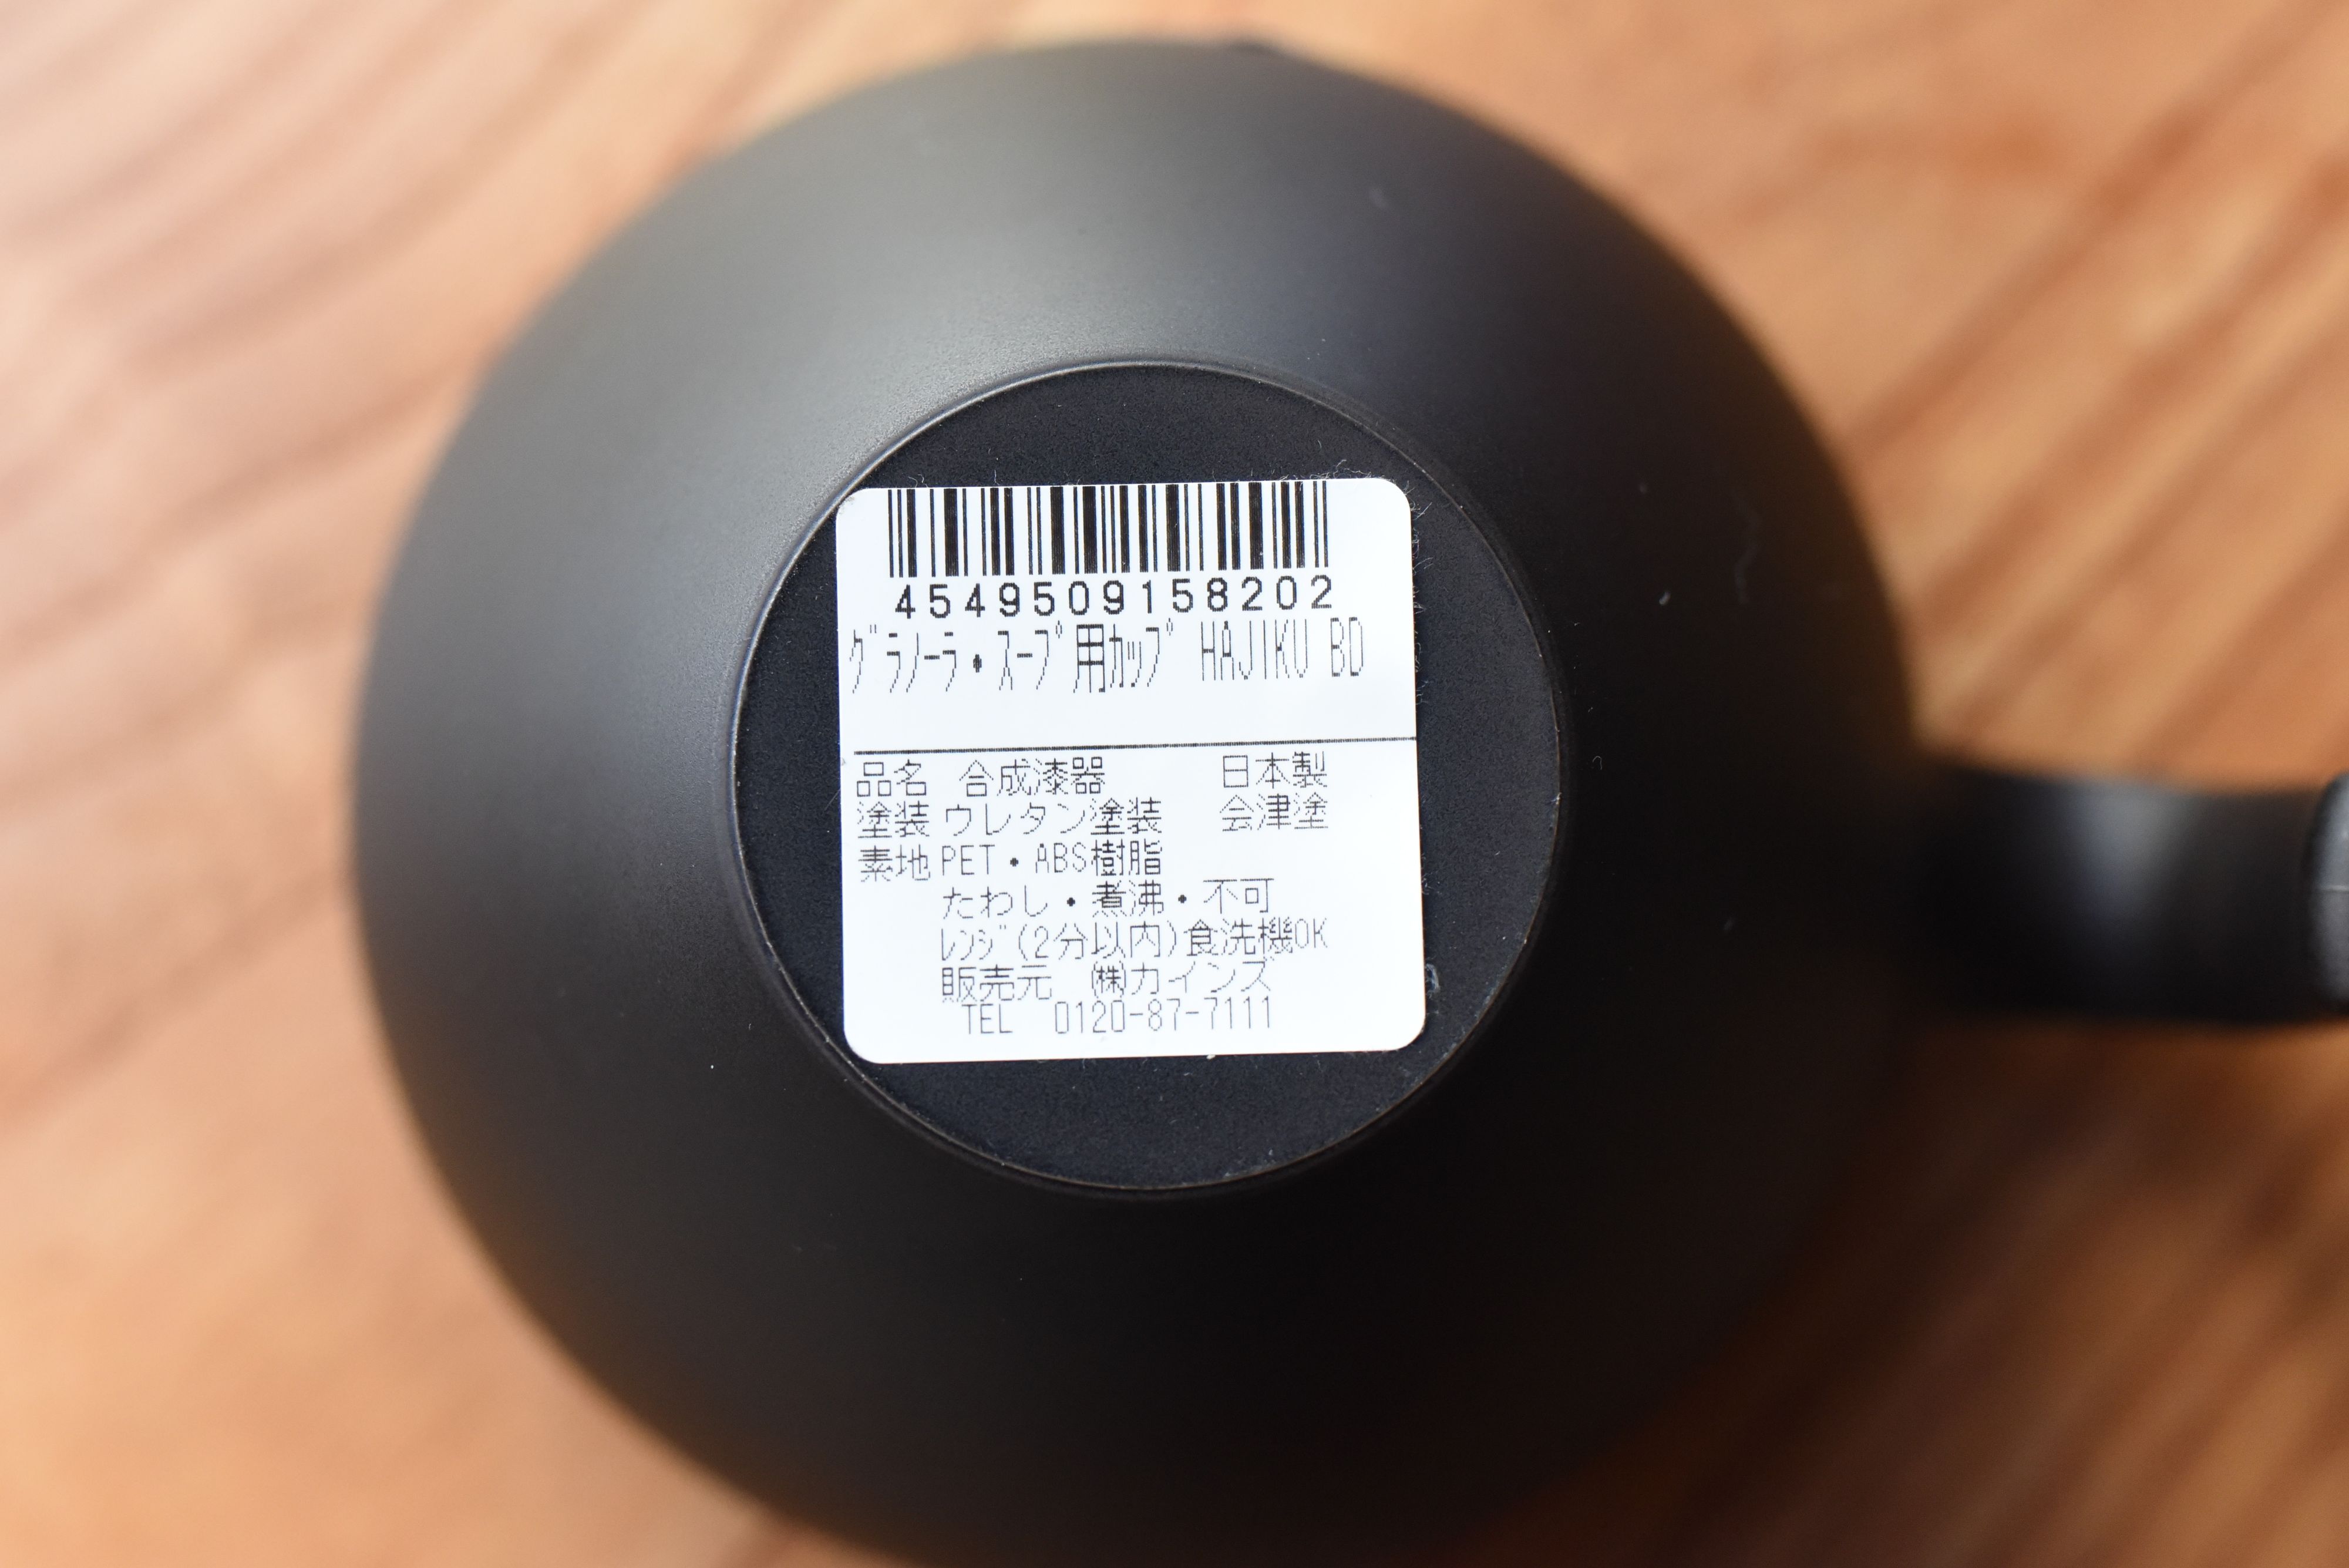 4549509158202
グラノーラ・スープ用カップ HAJIKU BD
品名 合成漆器 日本製
塗装 ウレタン塗装 会津塗
素地 PET・ABS樹脂
たわし・煮沸・不可
レンジ(2分以内)食洗機OK
販売元 ㈱カインズ
TEL 0120-87-7111